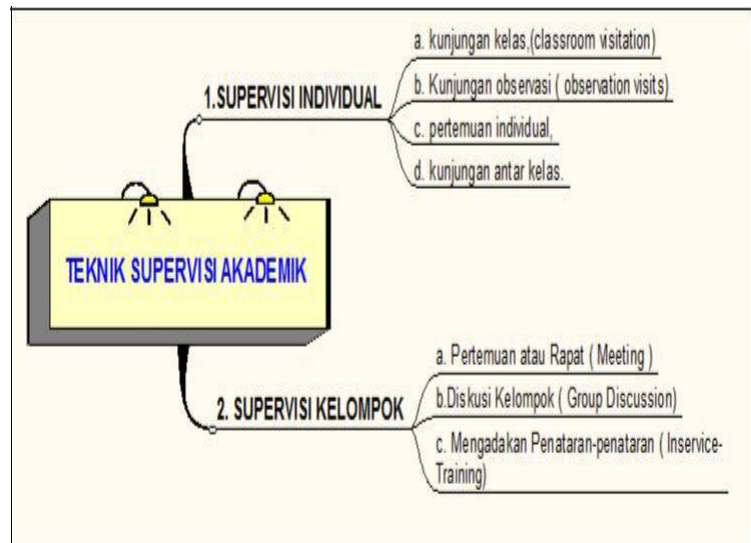 TEKNIK SUPERVISI AKADEMIK
1.SUPERVISI INDIVIDUAL
a. kunjungan kelas,(classroom visitation)
b. Kunjungan observasi ( observation visits)
c. pertemuan individual,
d. kunjungan antar kelas.
2. SUPERVISI KELOMPOK
a. Pertemuan atau Rapat ( Meeting )
b.Diskusi Kelompok ( Group Discussion)
c. Mengadakan Penataran-penataran ( Inservice-
Training)